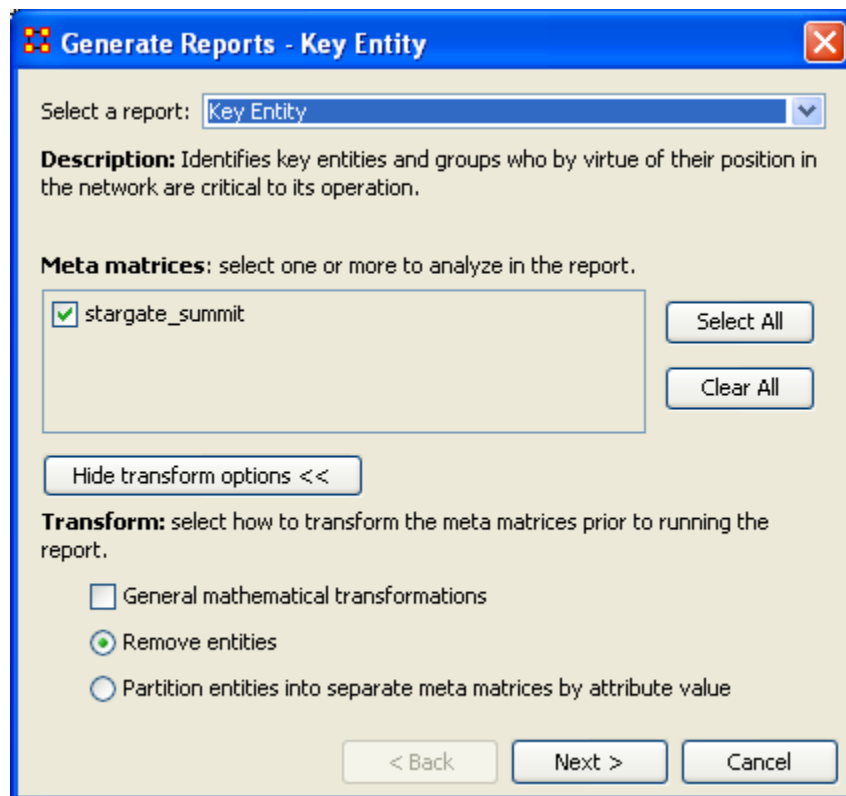 Generate Reports - Key Entity
Select a report: Key Entity
Description: Identifies key entities and groups who by virtue of their position in
the network are critical to its operation.
Meta matrices: select one or more to analyze in the report.
stargate_summit
Select All
Clear All
Hide transform options <<
Transform: select how to transform the meta matrices prior to running the
report.
General mathematical transformations
Remove entities
Partition entities into separate meta matrices by attribute value
< Back Next > Cancel